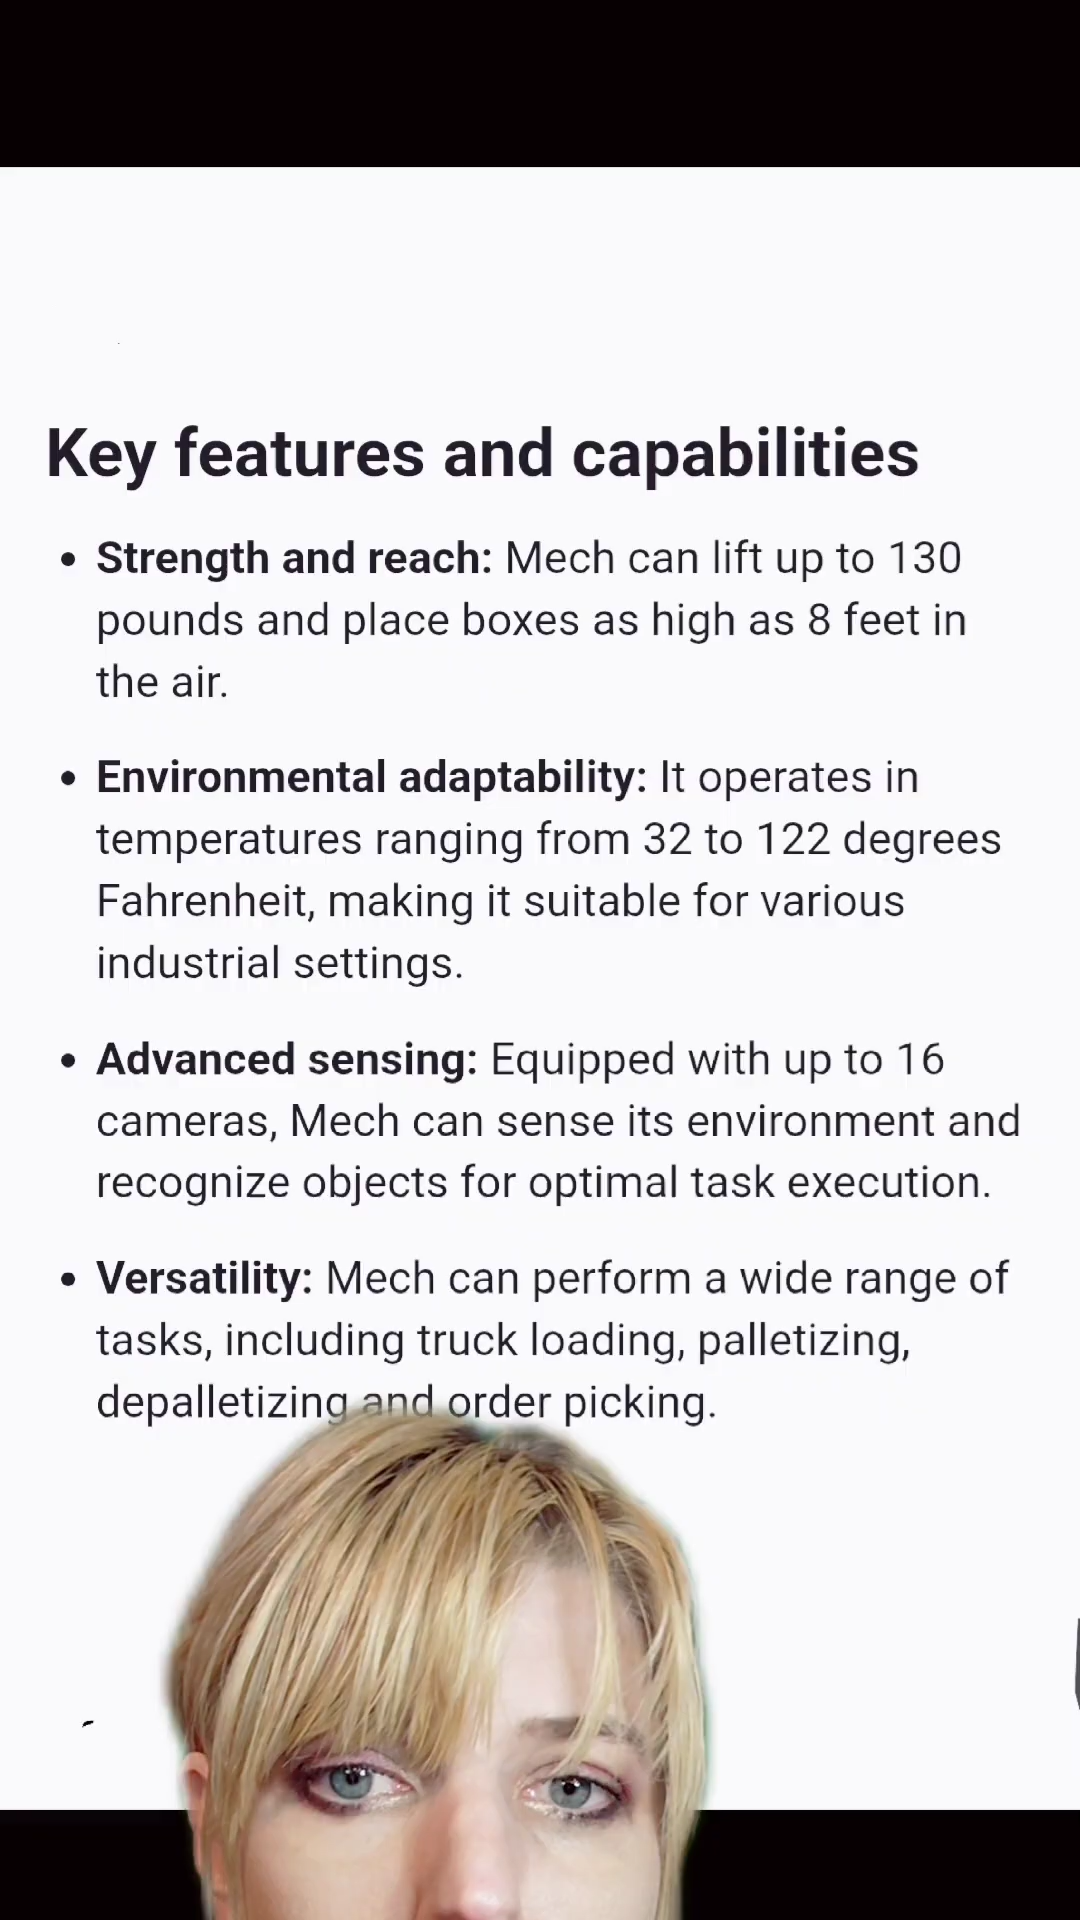 Key features and capabilities
• Strength and reach: Mech can lift up to 130
pounds and place boxes as high as 8 feet in
the air.
• Environmental adaptability: It operates in
temperatures ranging from 32 to 122 degrees
Fahrenheit, making it suitable for various
industrial settings.
• Advanced sensing: Equipped with up to 16
cameras, Mech can sense its environment and
recognize objects for optimal task execution.
• Versatility: Mech can perform a wide range of
tasks, including truck loading, palletizing,
depalletizing and order picking.